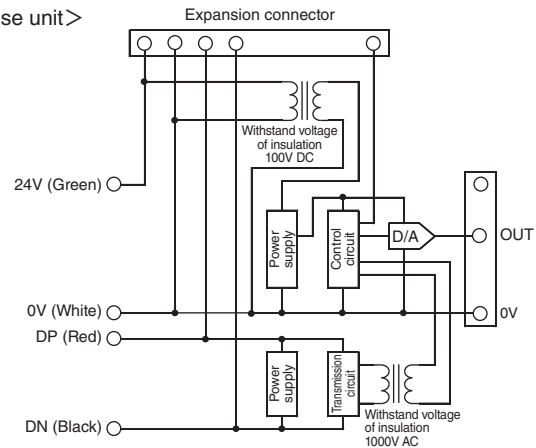 se unit＞
Expansion connector
Withstand voltage
of insulation
100V DC
24V (Green)
Power
supply
Control
circuit
D/A
OUT
0V (White)
0V
DP (Red)
Power
supply
Transmission
circuit
Withstand voltage
of insulation
1000V AC
DN (Black)